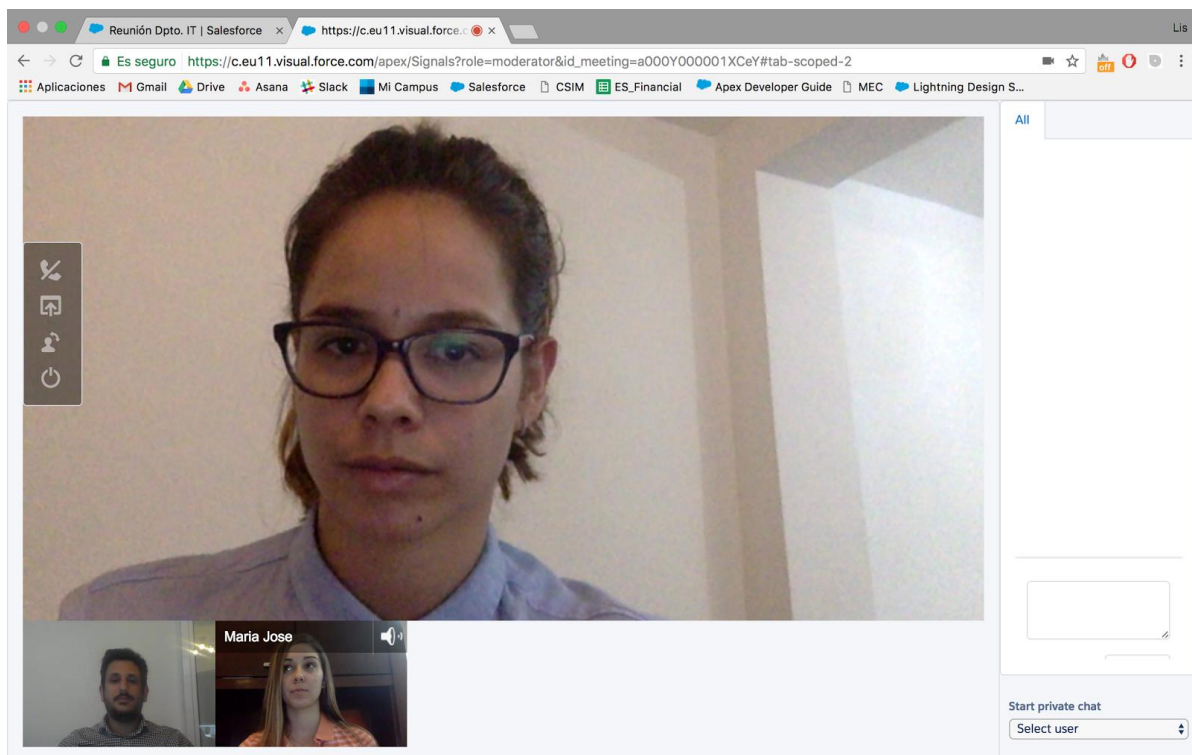 Reunión Dpto. IT | Salesforce
https://c.eu11.visual.force.c
Lis
Es seguro https://c.eu11.visual.force.com/apex/Signals?role=moderator&id_meeting=a000Y000001XCeY#tab-scoped-2
off
Aplicaciones Gmail Drive Asana Slack Mi Campus Salesforce CSIM ES_Financial Apex Developer Guide MEC Lightning Design S...
All
Maria Jose
Start private chat
Select user